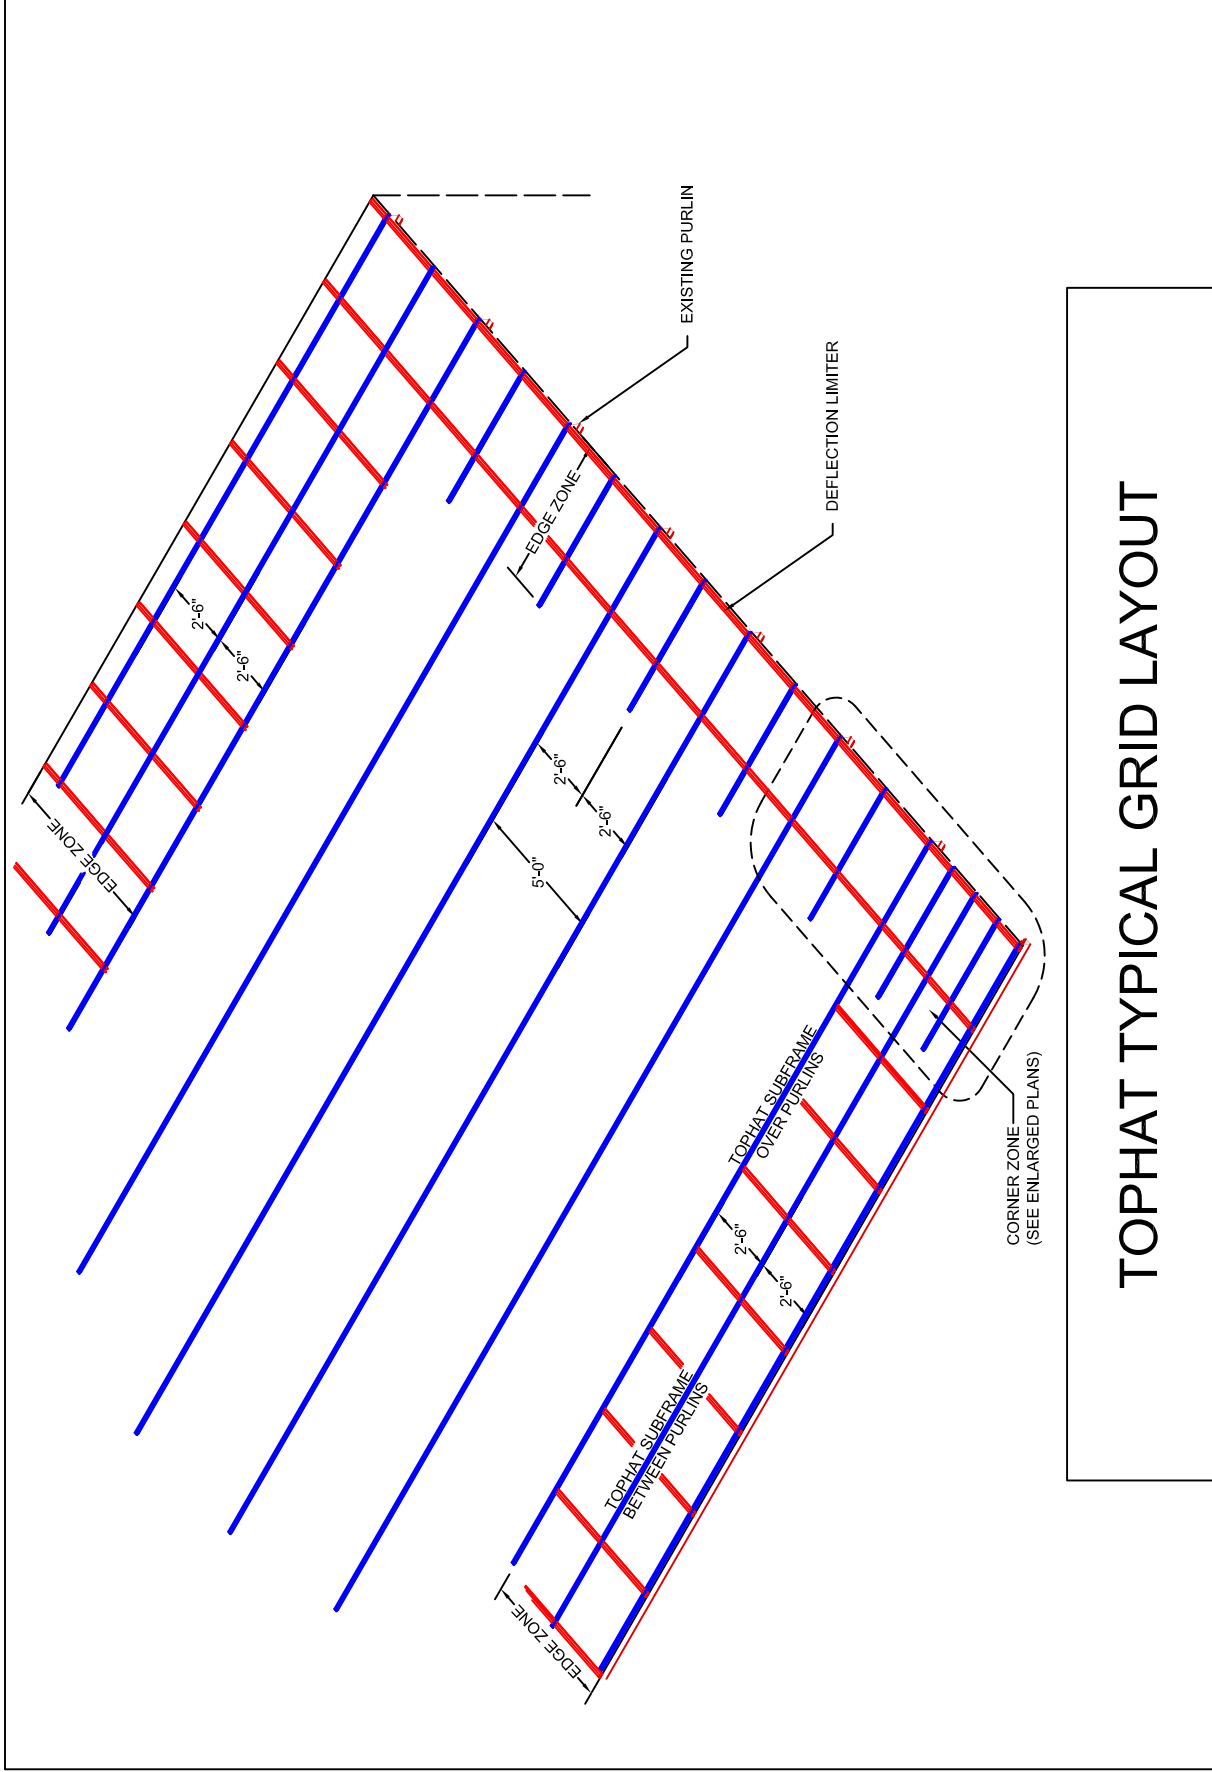 EDGE ZONE
2'-6"
2'-6"
EXISTING PURLIN
EDGE ZONE
DEFLECTION LIMITER
2'-6"
2'-6"
5'-0"
TOPHAT SUBFRAME
OVER PURLINS
2'-6"
2'-6"
TOPHAT SUBFRAME
BETWEEN PURLINS
EDGE ZONE
CORNER ZONE
(SEE ENLARGED PLANS)
TOPHAT TYPICAL GRID LAYOUT